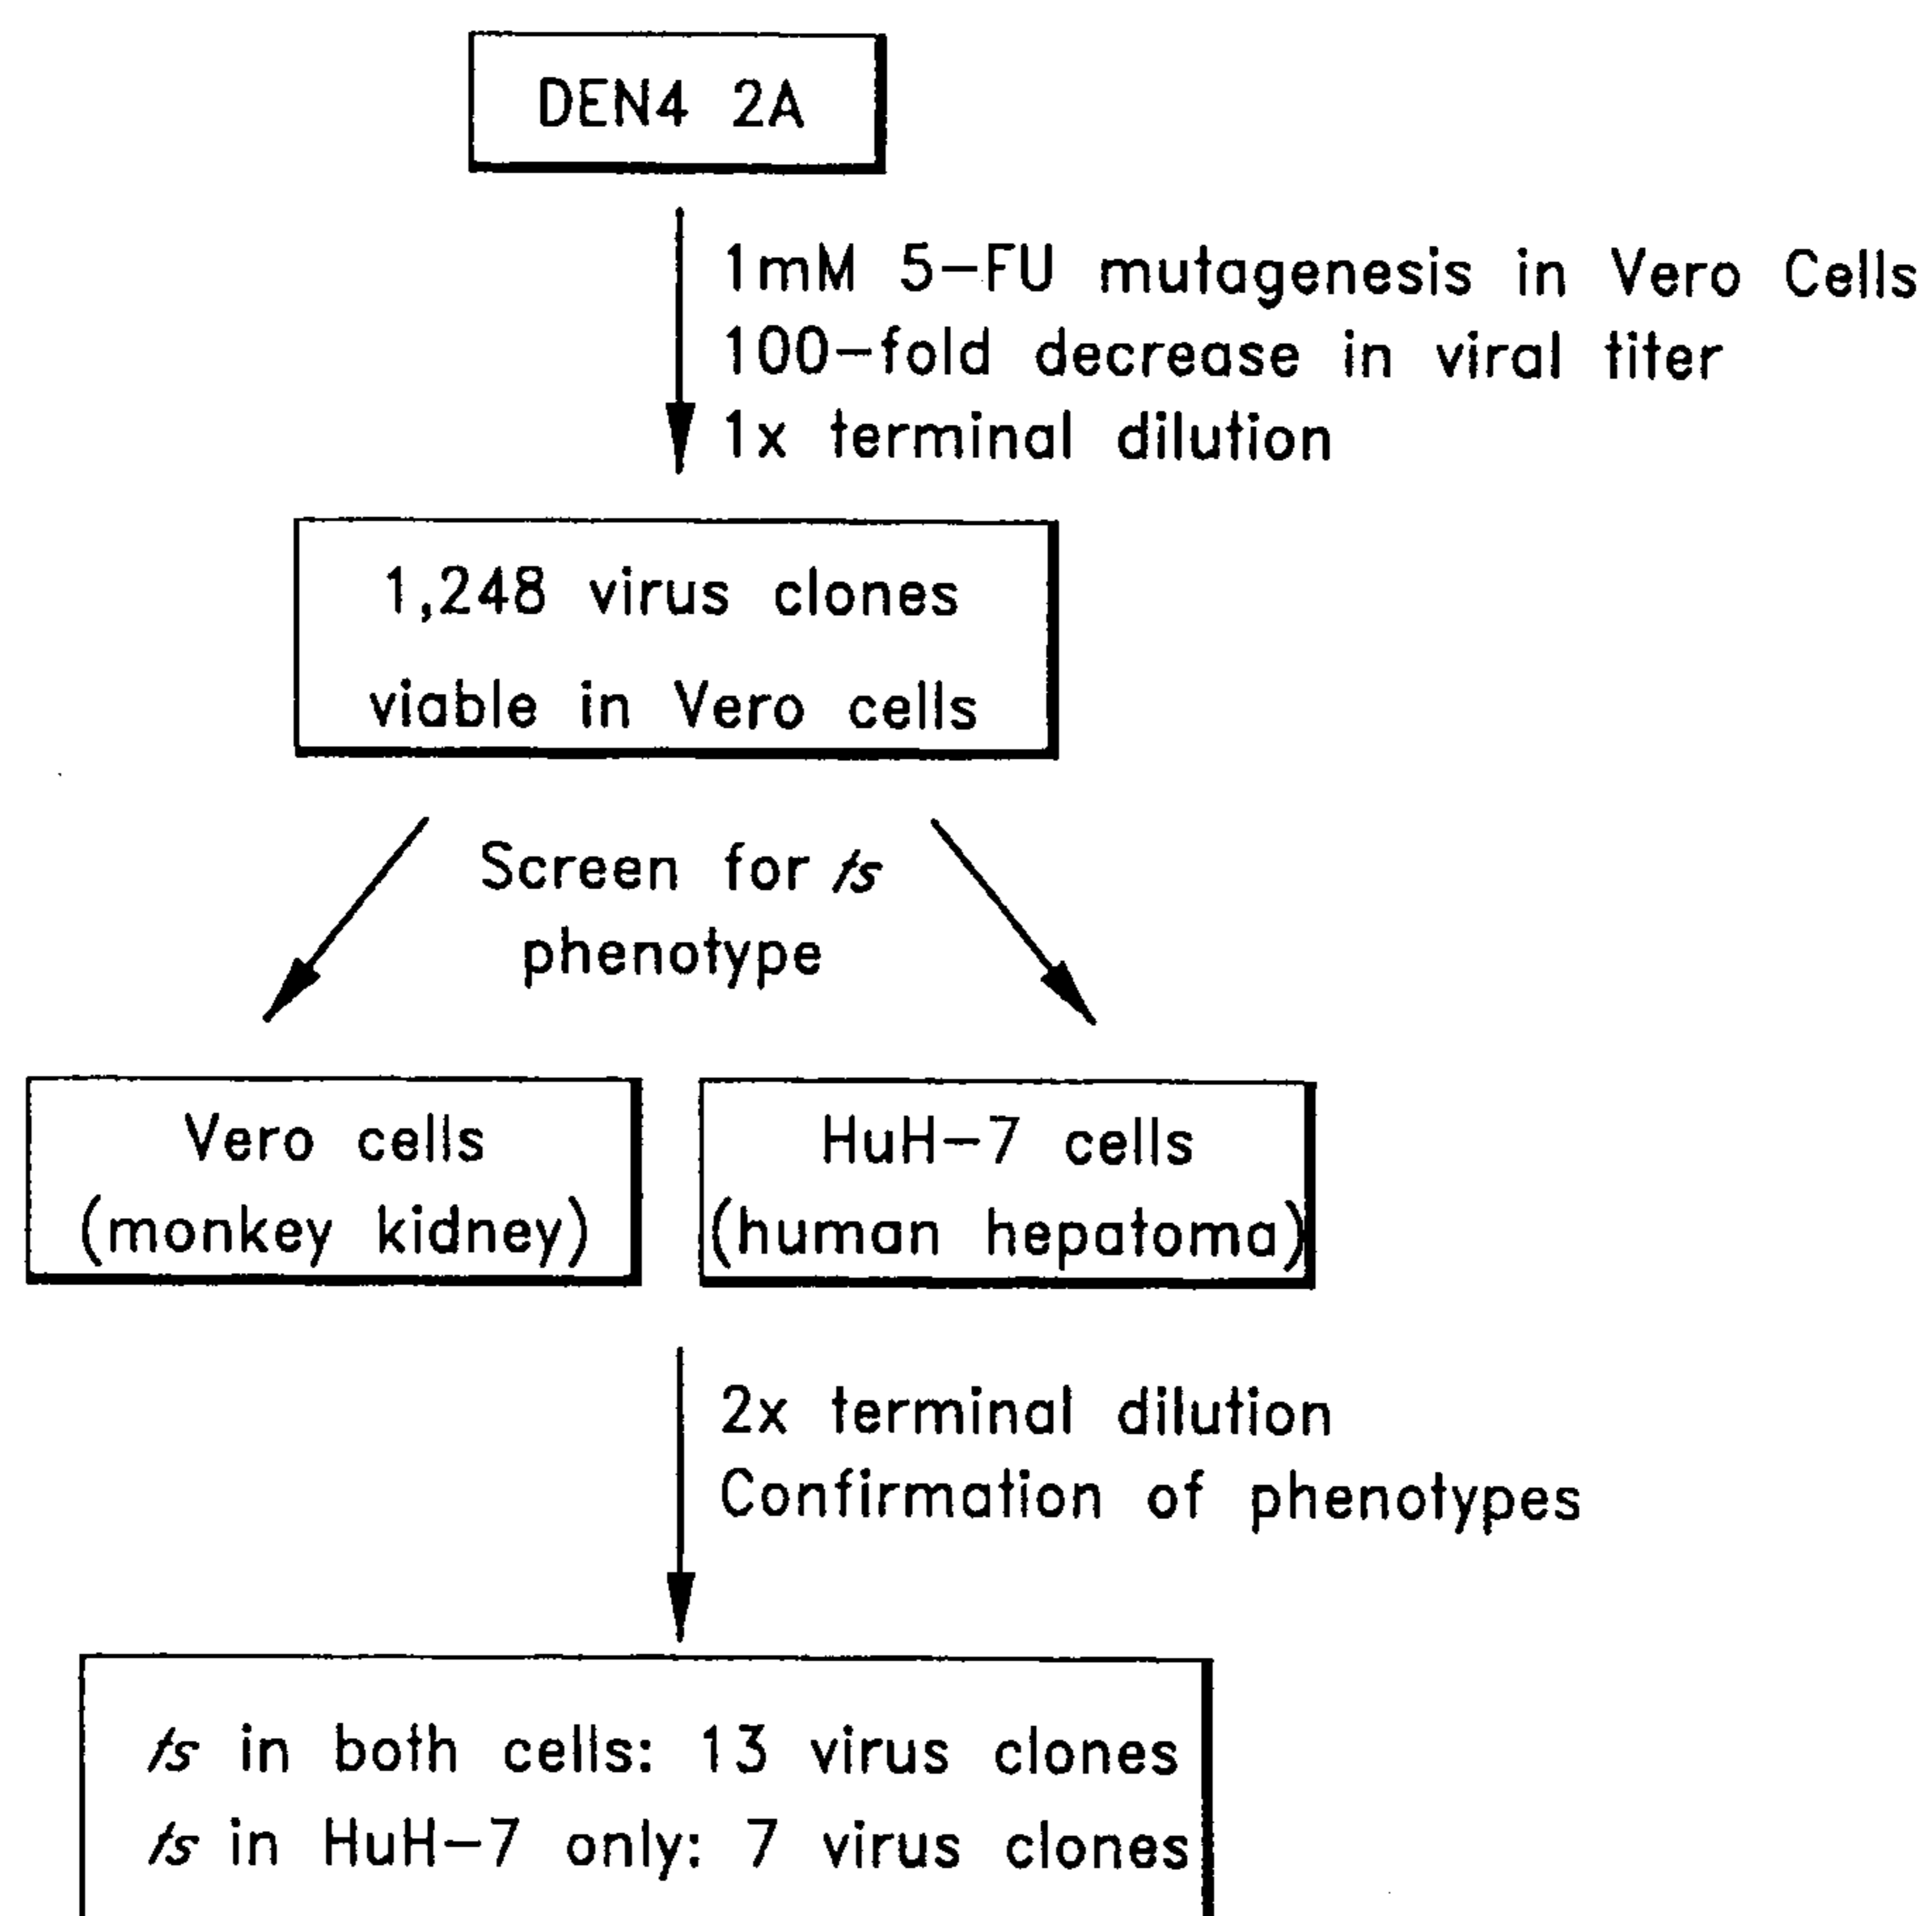 DEN4 2A
1mM 5-FU mutagenesis in Vero Cells
100-fold decrease in viral titer
1x terminal dilution
1,248 virus clones
viable in Vero cells
Screen for ts
phenotype
Vero cells
(monkey kidney)
HuH-7 cells
(human hepatoma)
2x terminal dilution
Confirmation of phenotypes
ts in both cells: 13 virus clones
ts in HuH-7 only: 7 virus clones